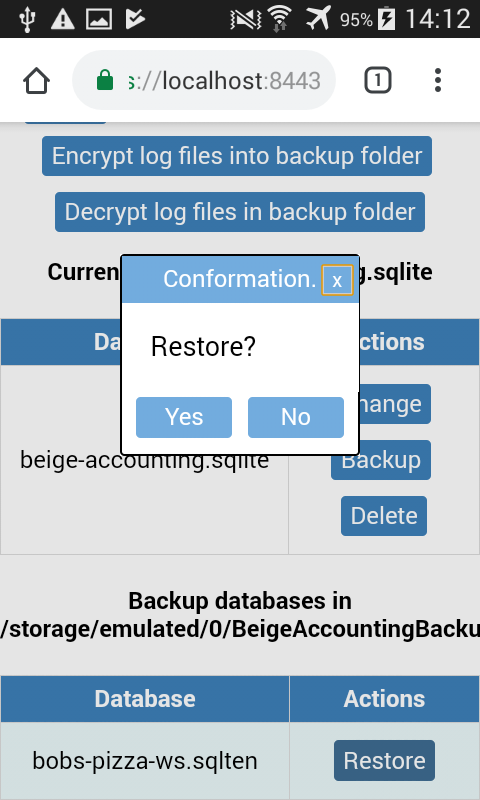 95% 14:12
s://localhost:8443 1
Encrypt log files into backup folder
Decrypt log files in backup folder
Curren g.sqlite
Conformation. x
Da ctions
Restore?
Yes No
hange
beige-accounting.sqlite
Backup
Delete
Backup databases in
/storage/emulated/0/BeigeAccountingBacku
Database Actions
bobs-pizza-ws.sqlten Restore